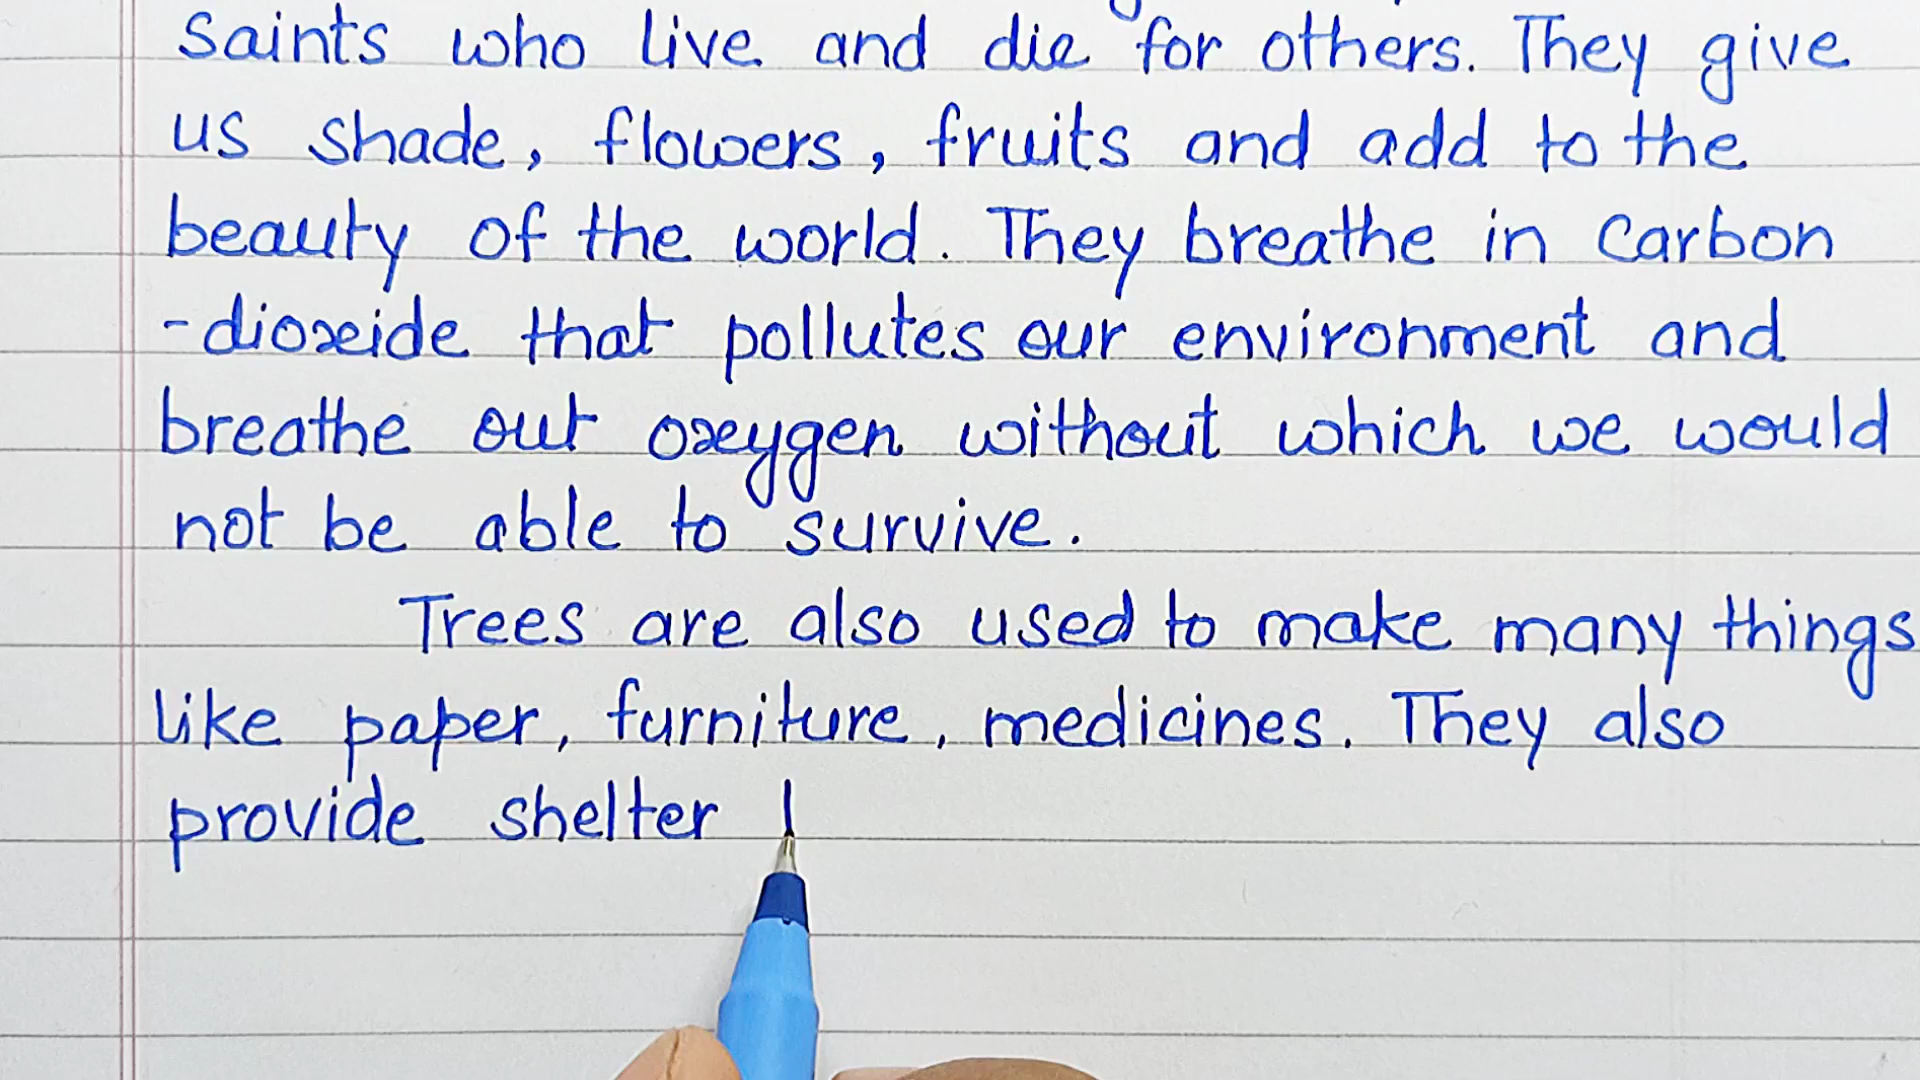 Saints who live and die for others. They give
us shade, flowers, fruits and add to the
beauty of the world. They breathe in carbon
-dioxide that pollutes our environment and
breathe out oxygen without which we would
not be able to survive.
Trees are also used to make many things
like paper, furniture, medicines. They also
provide shelter